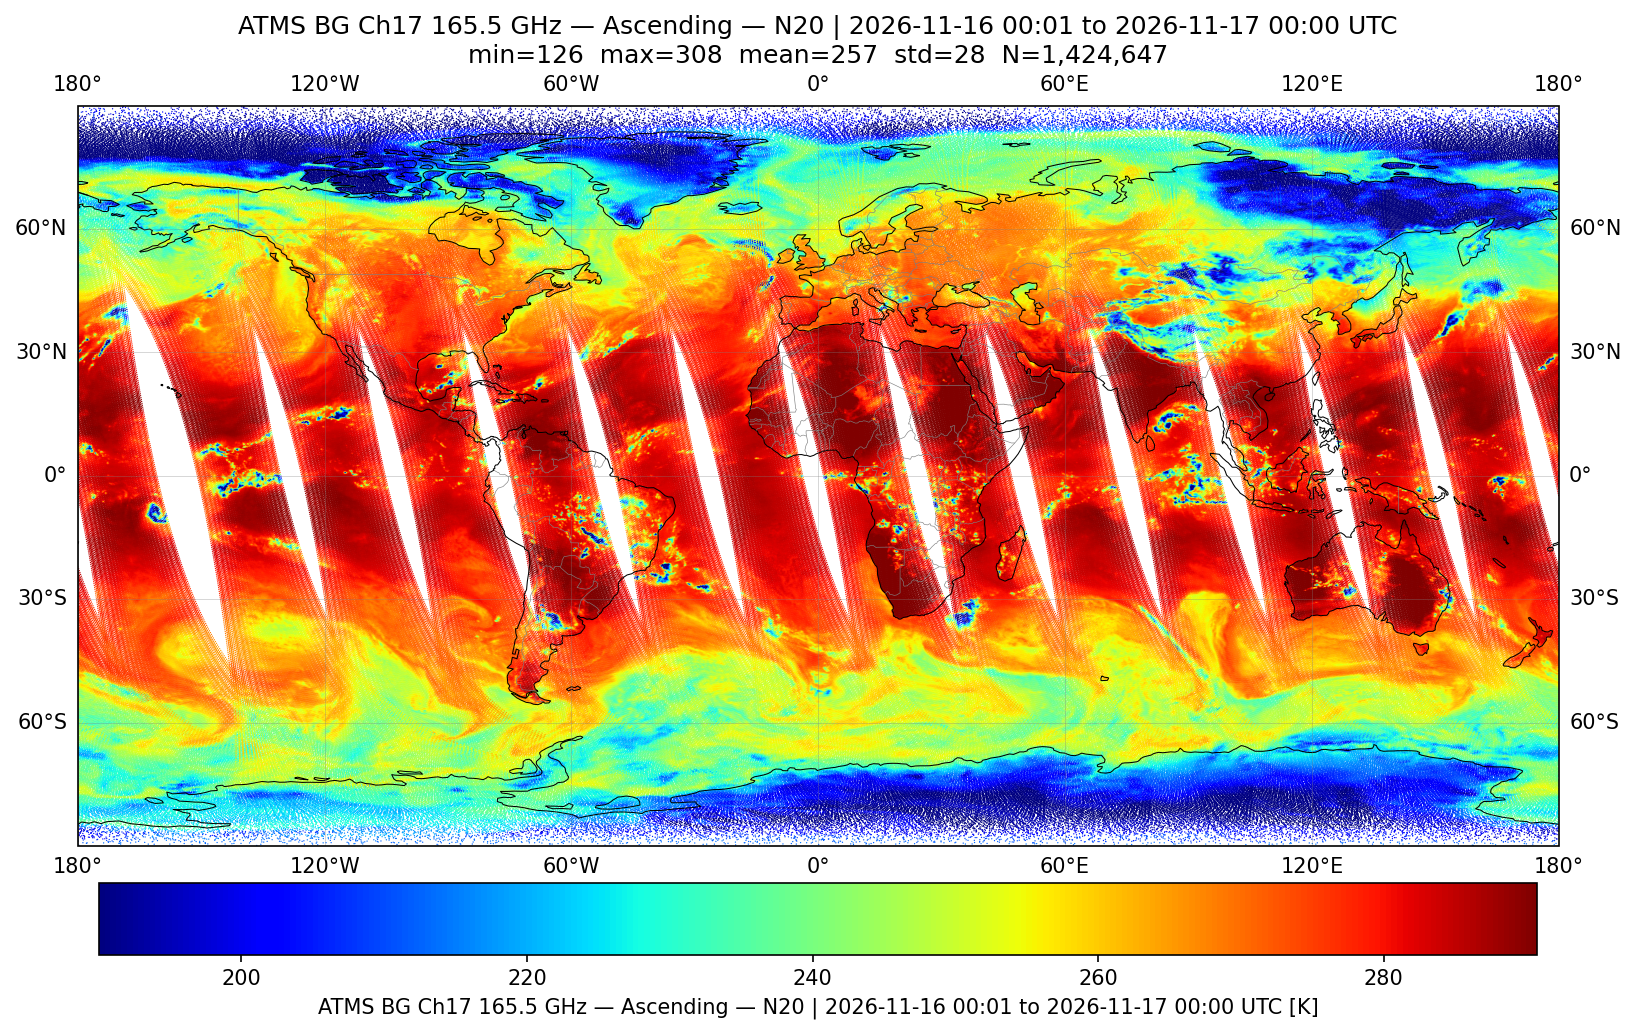 ATMS BG Ch17 165.5 GHz — Ascending — N20 | 2026-11-16 00:01 to 2026-11-17 00:00 UTC
min=126 max=308 mean=257 std=28 N=1,424,647
180° 120°W 60°W 0° 60°E 120°E 180°
60°N 60°N
30°N 30°N
0° 0°
30°S 30°S
60°S 60°S
180° 120°W 60°W 0° 60°E 120°E 180°
200 220 240 260 280
ATMS BG Ch17 165.5 GHz — Ascending — N20 | 2026-11-16 00:01 to 2026-11-17 00:00 UTC [K]